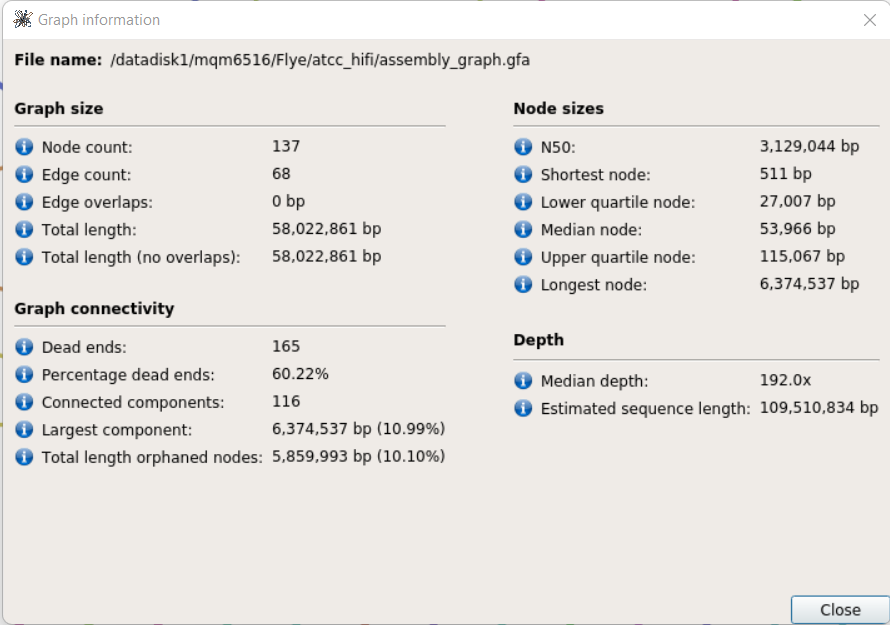 Graph information
File name: /datadisk1/mqm6516/Flye/atcc_hifi/assembly_graph.gfa
Graph size
Node count: 137
Edge count: 68
Edge overlaps: 0 bp
Total length: 58,022,861 bp
Total length (no overlaps): 58,022,861 bp
Graph connectivity
Dead ends: 165
Percentage dead ends: 60.22%
Connected components: 116
Largest component: 6,374,537 bp (10.99%)
Total length orphaned nodes: 5,859,993 bp (10.10%)
Node sizes
N50: 3,129,044 bp
Shortest node: 511 bp
Lower quartile node: 27,007 bp
Median node: 53,966 bp
Upper quartile node: 115,067 bp
Longest node: 6,374,537 bp
Depth
Median depth: 192.0x
Estimated sequence length: 109,510,834 bp
Close